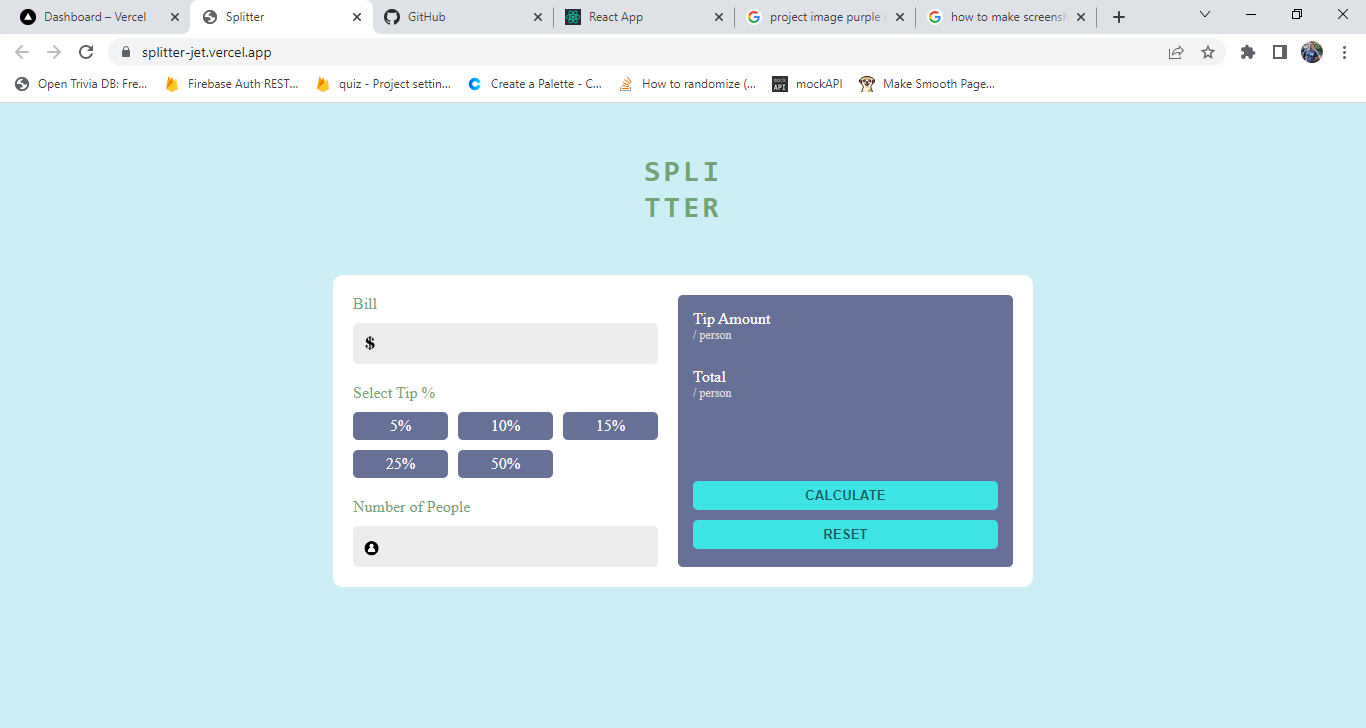 Dashboard – Vercel
Splitter
GitHub
React App
project image purple
how to make screensh
splitter-jet.vercel.app
Open Trivia DB: Fre...
Firebase Auth REST...
quiz - Project settin...
Create a Palette - C...
How to randomize (...
mock API
mockAPI
Make Smooth Page...
SPLI
TTER
Bill
$
Select Tip %
5% 10% 15%
25% 50%
Number of People
Tip Amount
/ person
Total
/ person
CALCULATE
RESET